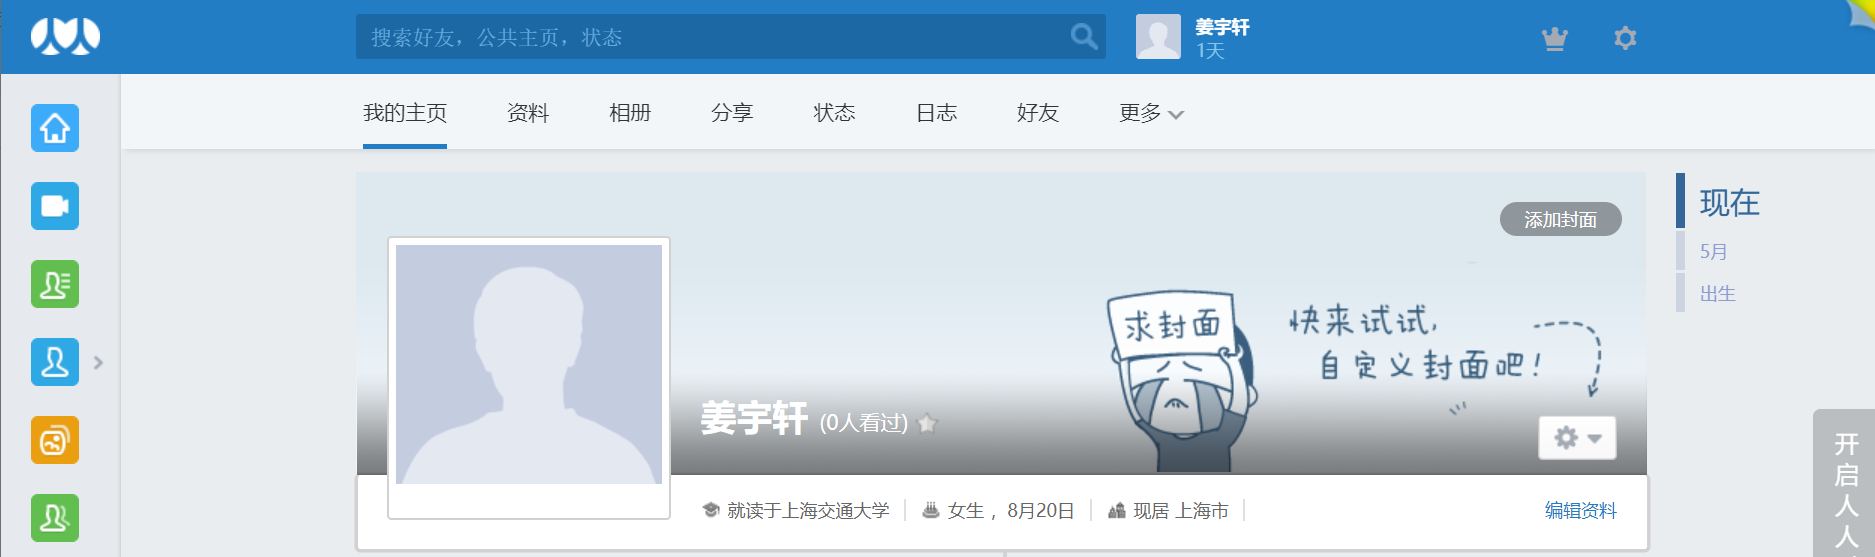 搜索好友，公共主页，状态
姜宇轩
1天
我的主页 资料 相册 分享 状态 日志 好友 更多
添加封面
现在
5月
出生
求封面
快来试试,
自定义封面吧!
姜宇轩 (0人看过)
就读于上海交通大学 女生 ，8月20日 现居 上海市 编辑资料
开
启
人
人